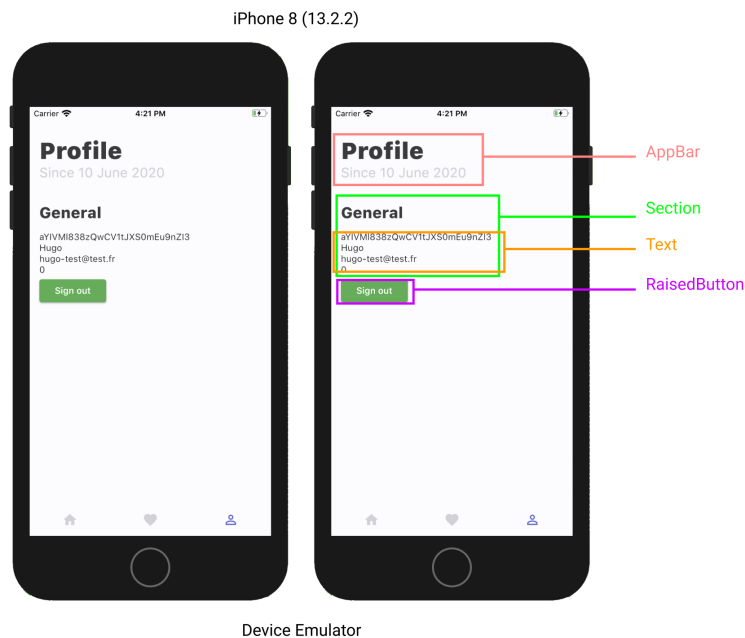 iPhone 8 (13.2.2)
Carrier 4:21 PM
Profile
Since 10 June 2020
General
aYIVMl838zQwCV1tJXS0mEu9nZl3
Hugo
hugo-test@test.fr
0
Sign out
Carrier 4:21 PM
Profile
Since 10 June 2020
General
aYIVMl838zQwCV1tJXS0mEu9nZl3
Hugo
hugo-test@test.fr
0
Sign out
AppBar
Section
Text
RaisedButton
Device Emulator